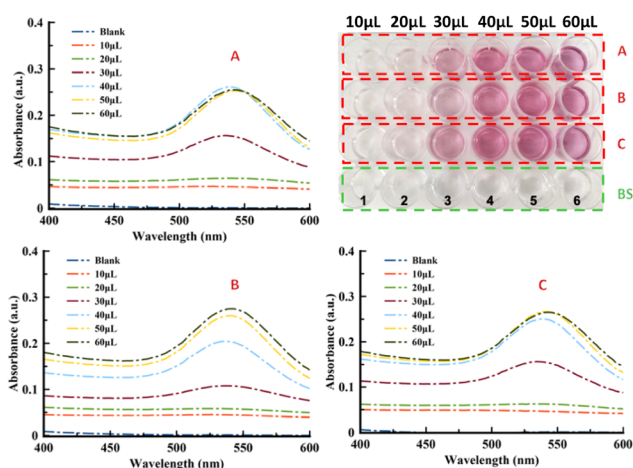 A
Blank
10μL
20μL
30μL
40μL
50μL
60μL
0.4
0.3
0.2
0.1
0
400
450
500
550
600
Absorbance (a.u.)
Wavelength (nm)
10μL 20μL 30μL 40μL 50μL 60μL
A
B
C
BS
1 2 3 4 5 6
B
Blank
10μL
20μL
30μL
40μL
50μL
60μL
0.4
0.3
0.2
0.1
0
400
450
500
550
600
Absorbance (a.u.)
Wavelength (nm)
C
Blank
10μL
20μL
30μL
40μL
50μL
60μL
0.4
0.3
0.2
0.1
0
400
450
500
550
600
Absorbance (a.u.)
Wavelength (nm)